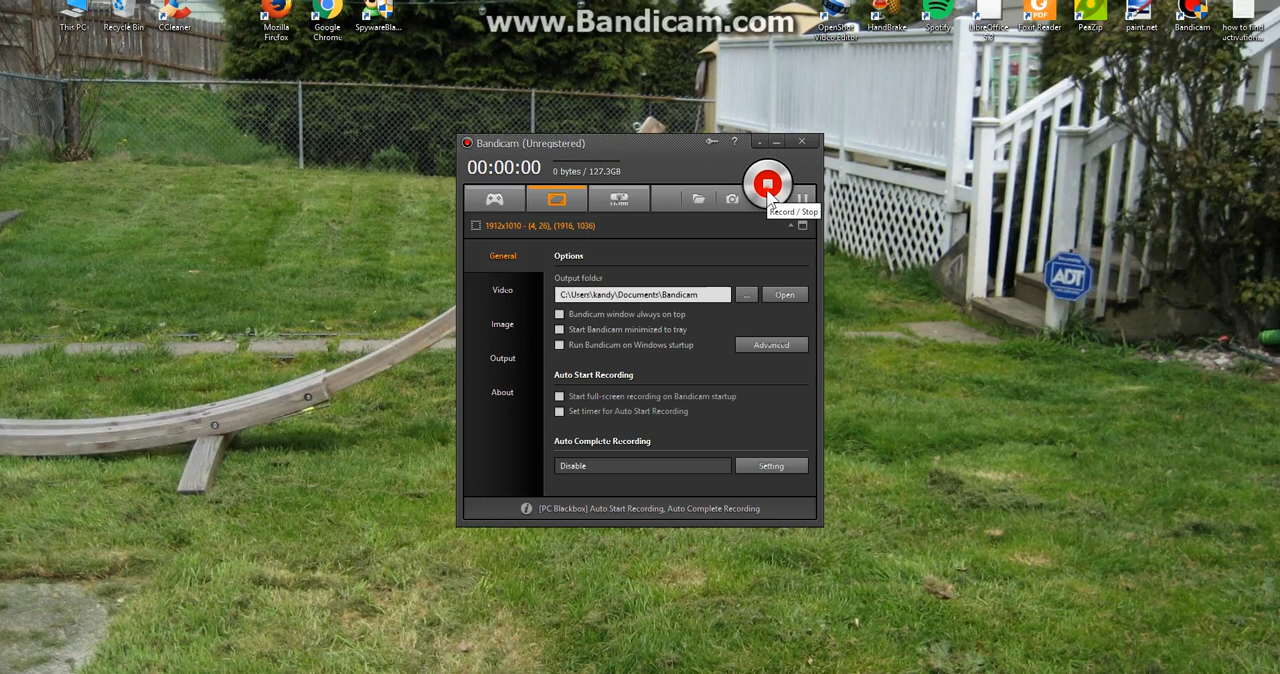 www.Bandicam.com
This PC
Recycle Bin
CCleaner
Mozilla
Firefox
Google
Chrome
SpywareBla...
OpenShot
Video Editor
HandBrake
Spotify
LibreOffice
PDF
Foxit Reader
PeaZip
paint.net
Bandicam
how to find
activation...
Bandicam (Unregistered)
?
00:00:00
0 bytes / 127.3GB
HDMI
Record / Stop
1912x1010 - (4, 26), (1916, 1036)
General
Video
Image
Output
About
Options
Output folder
C:\Users\kandy\Documents\Bandicam
...
Open
Bandicam window always on top
Start Bandicam minimized to tray
Run Bandicam on Windows startup
Advanced
Auto Start Recording
Start full-screen recording on Bandicam startup
Set timer for Auto Start Recording
Auto Complete Recording
Disable
Setting
[PC Blackbox] Auto Start Recording, Auto Complete Recording
ADT